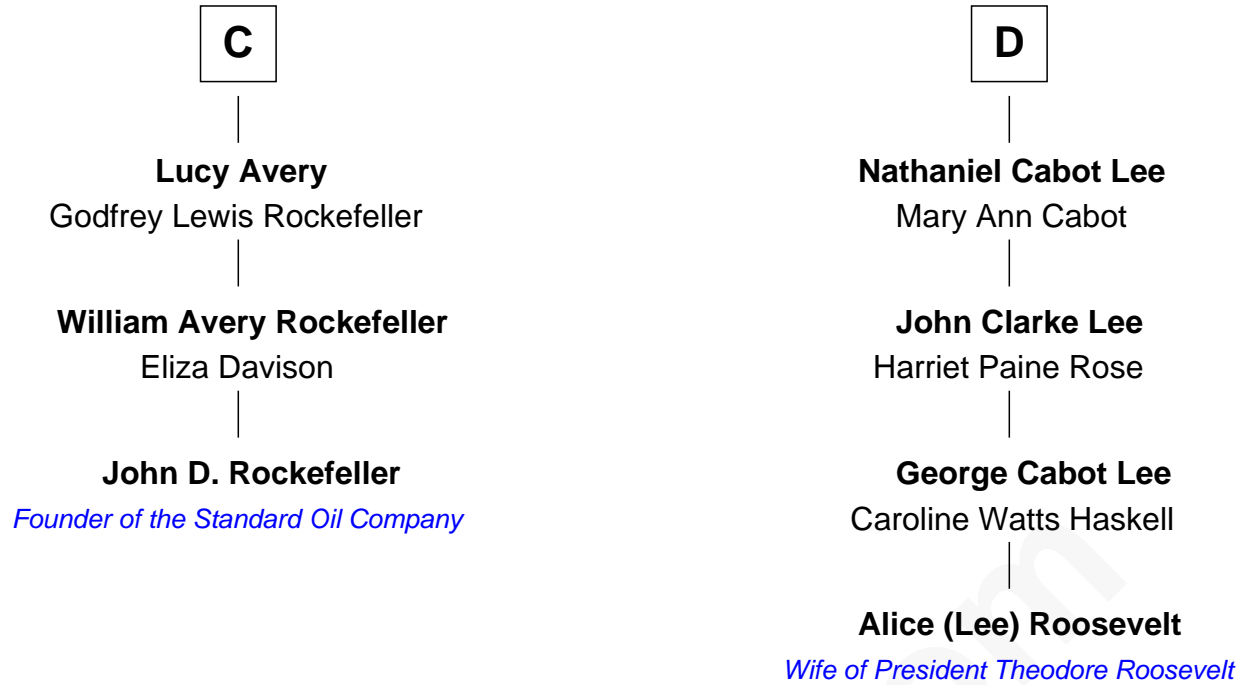 C
Lucy Avery
Godfrey Lewis Rockefeller
William Avery Rockefeller
Eliza Davison
John D. Rockefeller
Founder of the Standard Oil Company
D
Nathaniel Cabot Lee
Mary Ann Cabot
John Clarke Lee
Harriet Paine Rose
George Cabot Lee
Caroline Watts Haskell
Alice (Lee) Roosevelt
Wife of President Theodore Roosevelt